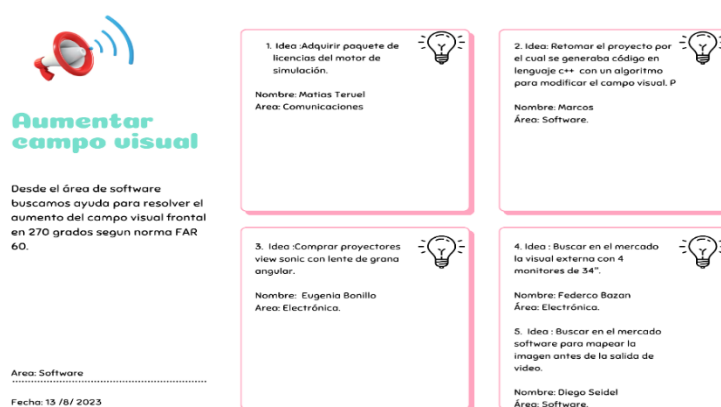 Aumentar
campo visual
Desde el área de software
buscamos ayuda para resolver el
aumento del campo visual frontal
en 270 grados segun norma FAR
60.
Area: Software
Fecha: 13 /8/ 2023
1. Idea :Adquirir paquete de
licencias del motor de
simulación.
Nombre: Matias Teruel
Area: Comunicaciones
2. Idea: Retomar el proyecto por
el cual se generaba código en
lenguaje c++ con un algoritmo
para modificar el campo visual. P
Nombre: Marcos
Área: Software.
3. Idea :Comprar proyectores
view sonic con lente de grana
angular.
Nombre: Eugenia Bonillo
Area: Electrónica.
4. Idea : Buscar en el mercado
la visual externa con 4
monitores de 34".
Nombre: Federco Bazan
Área: Electrónica.
5. Idea : Buscar en el mercado
software para mapear la
imagen antes de la salida de
video.
Nombre: Diego Seidel
Área: Software.